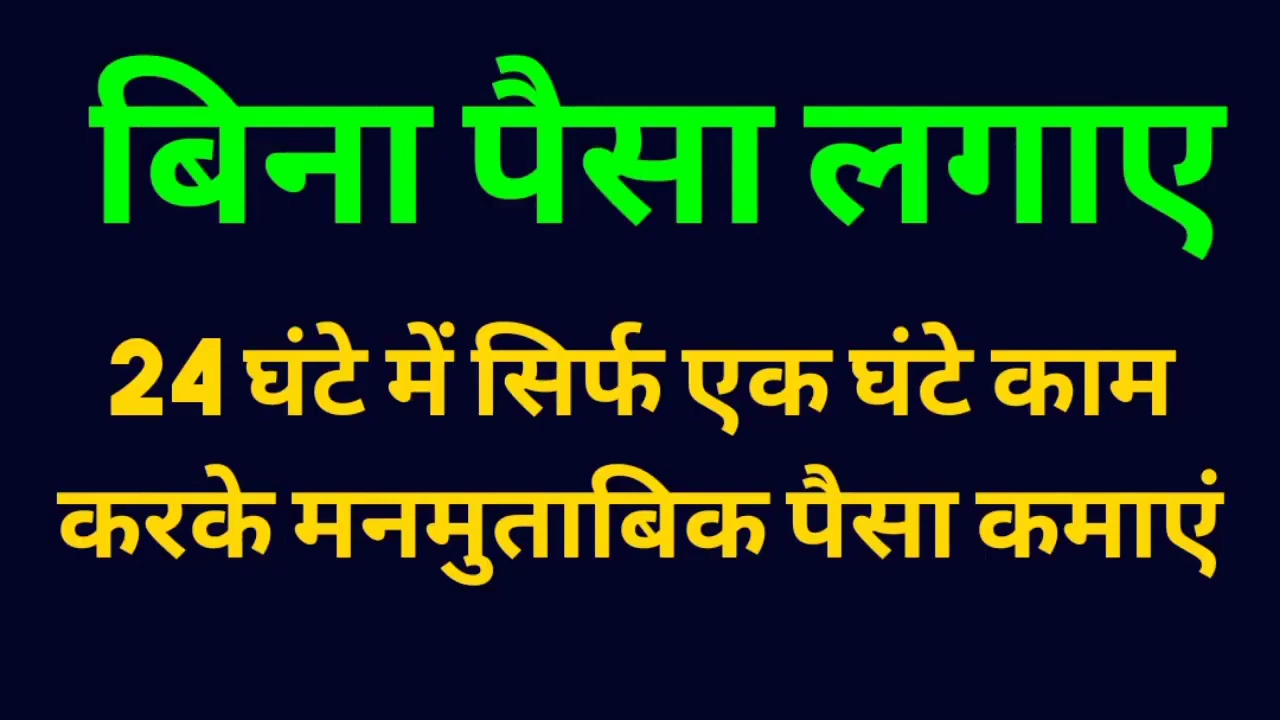 बिना पैसा लगाए
24 घंटे में सिर्फ एक घंटे काम
करके मनमुताबिक पैसा कमाएं